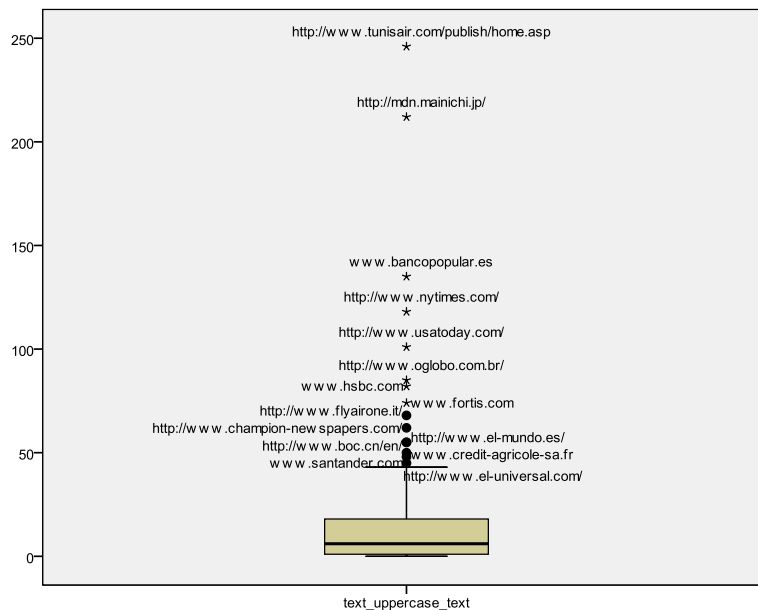 250
http://www.tunisair.com/publish/home.asp
http://mdn.mainichi.jp/
200
150
www.bancopopular.es
http://www.nytimes.com/
http://www.usatoday.com/
100
http://www.oglobo.com.br/
www.hsbc.com
www.fortis.com
http://www.flyairone.it/
http://www.champion-newspapers.com/
http://www.el-mundo.es/
http://www.boc.cn/en/
50
www.credit-agricole-sa.fr
www.santander.com
http://www.el-universal.com/
0
text_uppercase_text